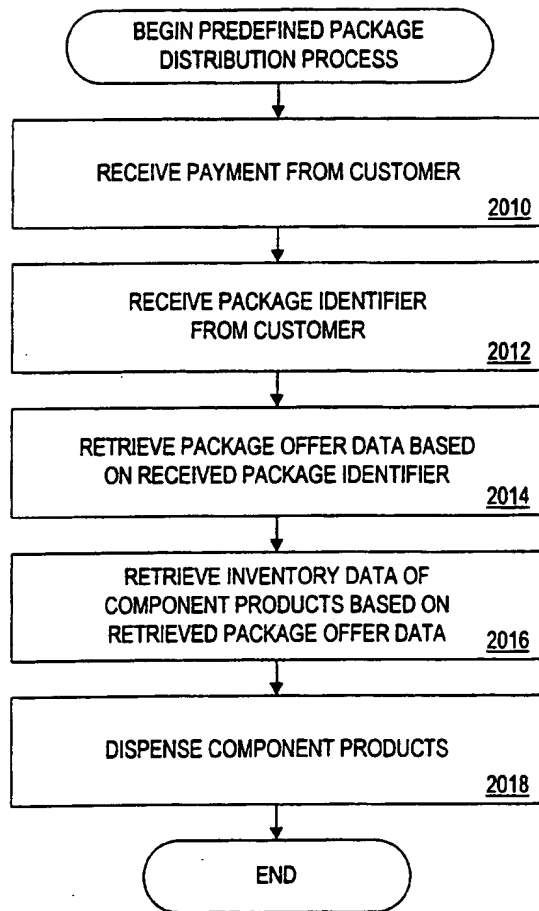 BEGIN PREDEFINED PACKAGE
DISTRIBUTION PROCESS
RECEIVE PAYMENT FROM CUSTOMER
2010
RECEIVE PACKAGE IDENTIFIER
FROM CUSTOMER
2012
RETRIEVE PACKAGE OFFER DATA BASED
ON RECEIVED PACKAGE IDENTIFIER
2014
RETRIEVE INVENTORY DATA OF
COMPONENT PRODUCTS BASED ON
RETRIEVED PACKAGE OFFER DATA
2016
DISPENSE COMPONENT PRODUCTS
2018
END